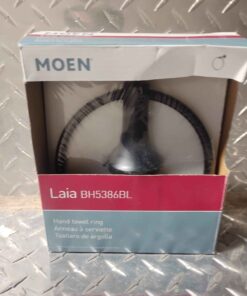 MOEN
Laia BH5386BL
Hand towel ring
Anneau à serviette
Toallero de argolla